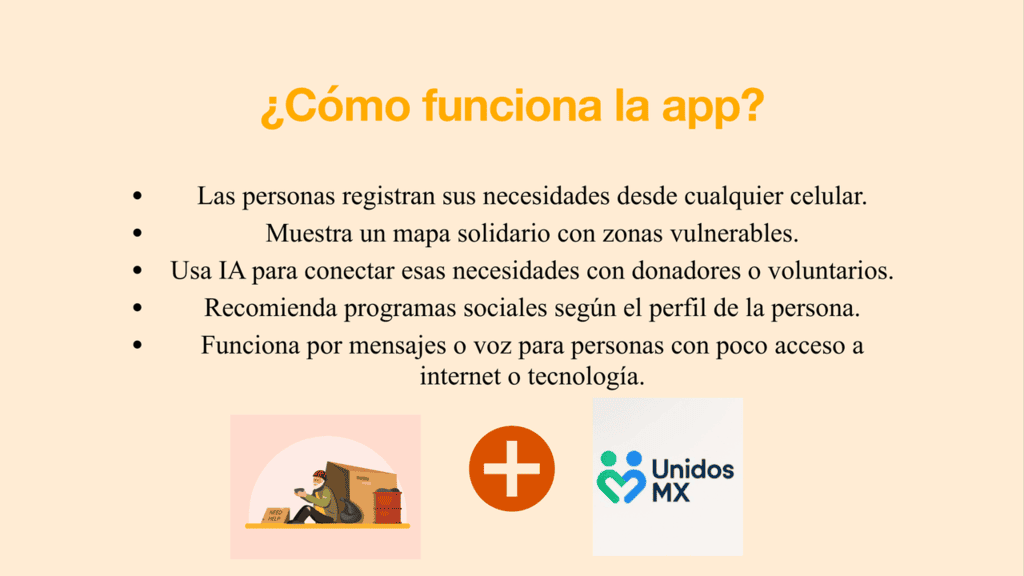 ¿Cómo funciona la app?
• Las personas registran sus necesidades desde cualquier celular.
• Muestra un mapa solidario con zonas vulnerables.
• Usa IA para conectar esas necesidades con donadores o voluntarios.
• Recomienda programas sociales según el perfil de la persona.
• Funciona por mensajes o voz para personas con poco acceso a
internet o tecnología.
NEED
HELP
Unidos
MX